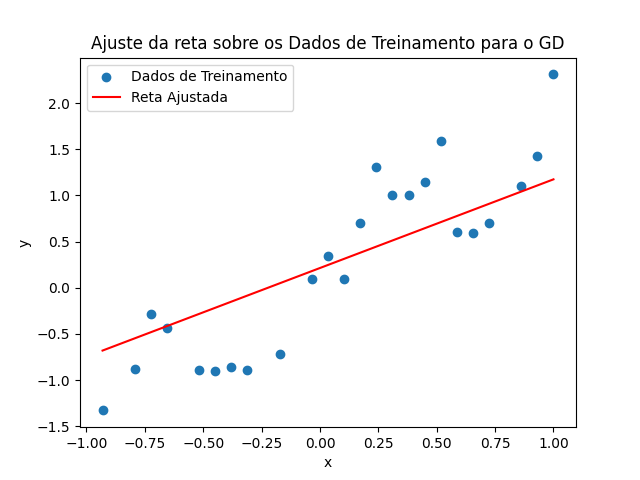 Ajuste da reta sobre os Dados de Treinamento para o GD
Dados de Treinamento
Reta Ajustada
2.0
1.5
1.0
0.5
0.0
−0.5
−1.0
−1.5
y
−1.00 −0.75 −0.50 −0.25 0.00 0.25 0.50 0.75 1.00
x